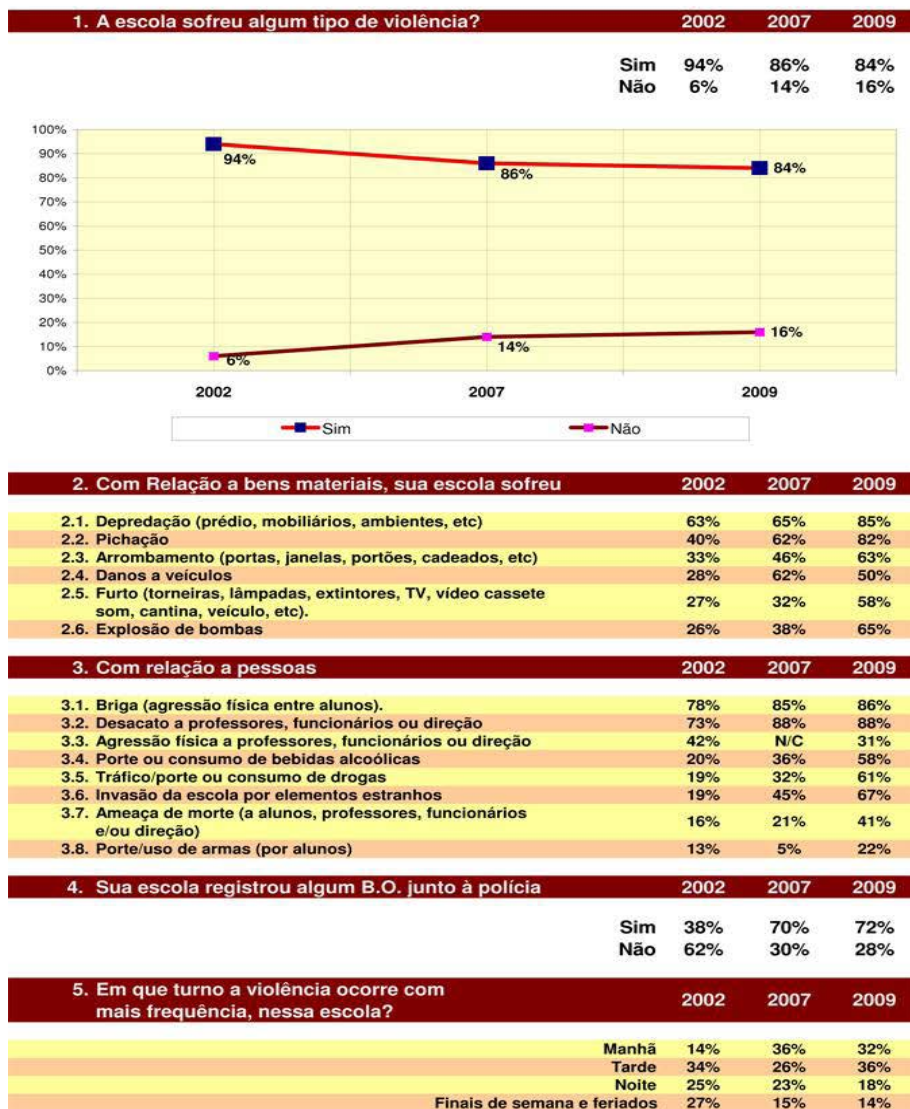 1. A escola sofreu algum tipo de violência? 2002 2007 2009
Sim 94% 86% 84%
Não 6% 14% 16%
100%
90%
80%
70%
60%
50%
40%
30%
20%
10%
0%
94%
86%
84%
6%
14%
16%
2002 2007 2009
Sim Não
2. Com Relação a bens materiais, sua escola sofreu 2002 2007 2009
2.1. Depredação (prédio, mobiliários, ambientes, etc) 63% 65% 85%
2.2. Pichação 40% 62% 82%
2.3. Arrombamento (portas, janelas, portões, cadeados, etc) 33% 46% 63%
2.4. Danos a veículos 28% 62% 50%
2.5. Furto (torneiras, lâmpadas, extintores, TV, vídeo cassete
som, cantina, veículo, etc). 27% 32% 58%
2.6. Explosão de bombas 26% 38% 65%
3. Com relação a pessoas 2002 2007 2009
3.1. Briga (agressão física entre alunos). 78% 85% 86%
3.2. Desacato a professores, funcionários ou direção 73% 88% 88%
3.3. Agressão física a professores, funcionários ou direção 42% N/C 31%
3.4. Porte ou consumo de bebidas alcoólicas 20% 36% 58%
3.5. Tráfico/porte ou consumo de drogas 19% 32% 61%
3.6. Invasão da escola por elementos estranhos 19% 45% 67%
3.7. Ameaça de morte (a alunos, professores, funcionários
e/ou direção) 16% 21% 41%
3.8. Porte/uso de armas (por alunos) 13% 5% 22%
4. Sua escola registrou algum B.O. junto à polícia 2002 2007 2009
Sim 38% 70% 72%
Não 62% 30% 28%
5. Em que turno a violência ocorre com
mais frequência, nessa escola? 2002 2007 2009
Manhã 14% 36% 32%
Tarde 34% 26% 36%
Noite 25% 23% 18%
Finais de semana e feriados 27% 15% 14%